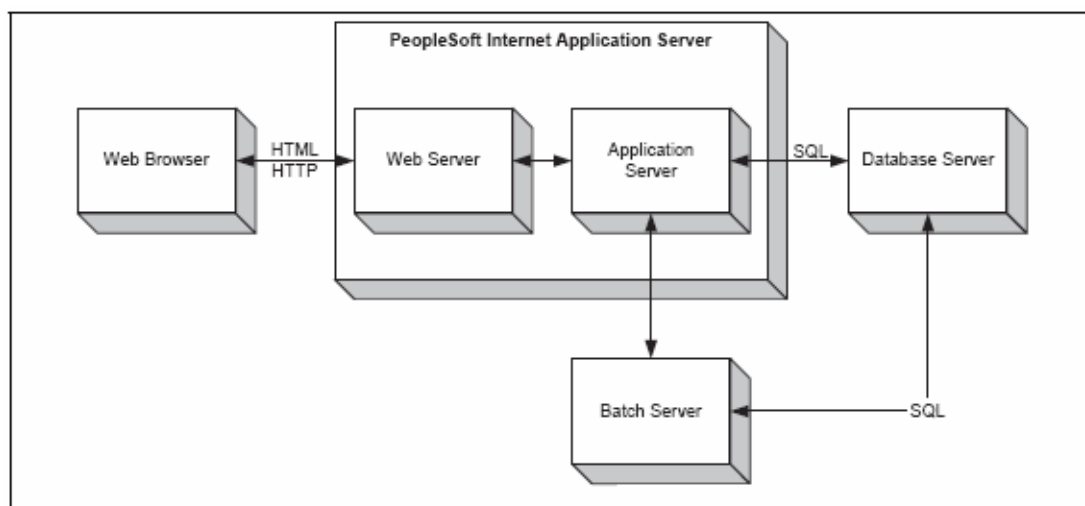 PeopleSoft Internet Application Server
Web Browser
HTML
HTTP
Web Server
Application
Server
SQL
Database Server
Batch Server
SQL